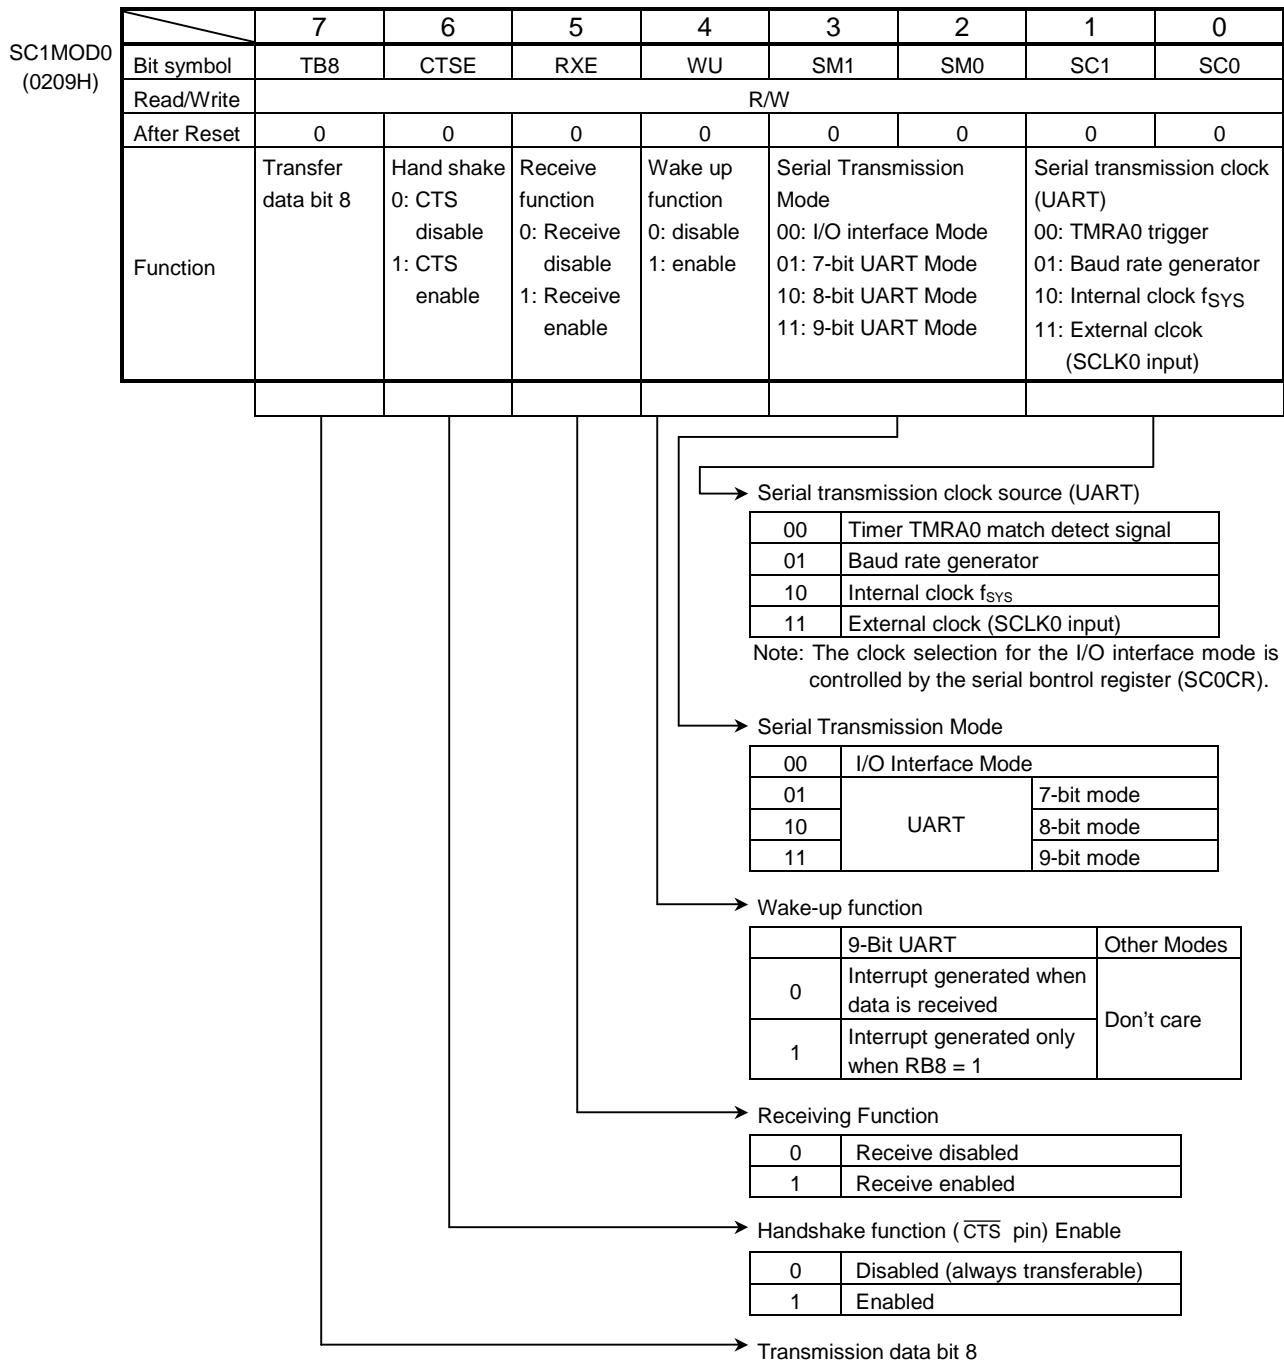 SC1MOD0
(0209H)
7 6 5 4 3 2 1 0
Bit symbol TB8 CTSE RXE WU SM1 SM0 SC1 SC0
Read/Write R/W
After Reset 0 0 0 0 0 0 0 0
Function
Transfer
data bit 8
Hand shake
0: CTS
disable
1: CTS
enable
Receive
function
0: Receive
disable
1: Receive
enable
Wake up
function
0: disable
1: enable
Serial Transmission
Mode
00: I/O interface Mode
01: 7-bit UART Mode
10: 8-bit UART Mode
11: 9-bit UART Mode
Serial transmission clock
(UART)
00: TMRA0 trigger
01: Baud rate generator
10: Internal clock fSYS
11: External clcok
(SCLK0 input)
Serial transmission clock source (UART)
00 Timer TMRA0 match detect signal
01 Baud rate generator
10 Internal clock fSYS
11 External clock (SCLK0 input)
Note: The clock selection for the I/O interface mode is
controlled by the serial bontrol register (SC0CR).
Serial Transmission Mode
00 I/O Interface Mode
01 UART 7-bit mode
10 8-bit mode
11 9-bit mode
Wake-up function
9-Bit UART Other Modes
0 Interrupt generated when
data is received
Don't care
1 Interrupt generated only
when RB8 = 1
Receiving Function
0 Receive disabled
1 Receive enabled
Handshake function ( C̅T̅S̅ pin) Enable
0 Disabled (always transferable)
1 Enabled
Transmission data bit 8